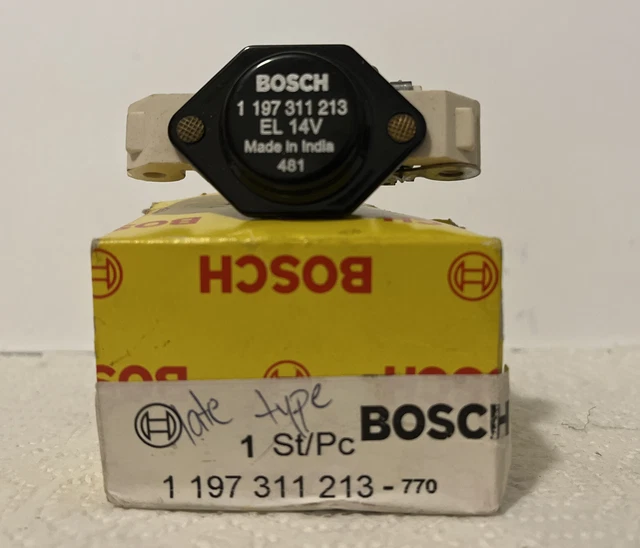 BOSCH
1 197 311 213
EL 14V
Made in India
481
BOSCH
late type
BOSCH
1 St/Pc
1 197 311 213 - 770